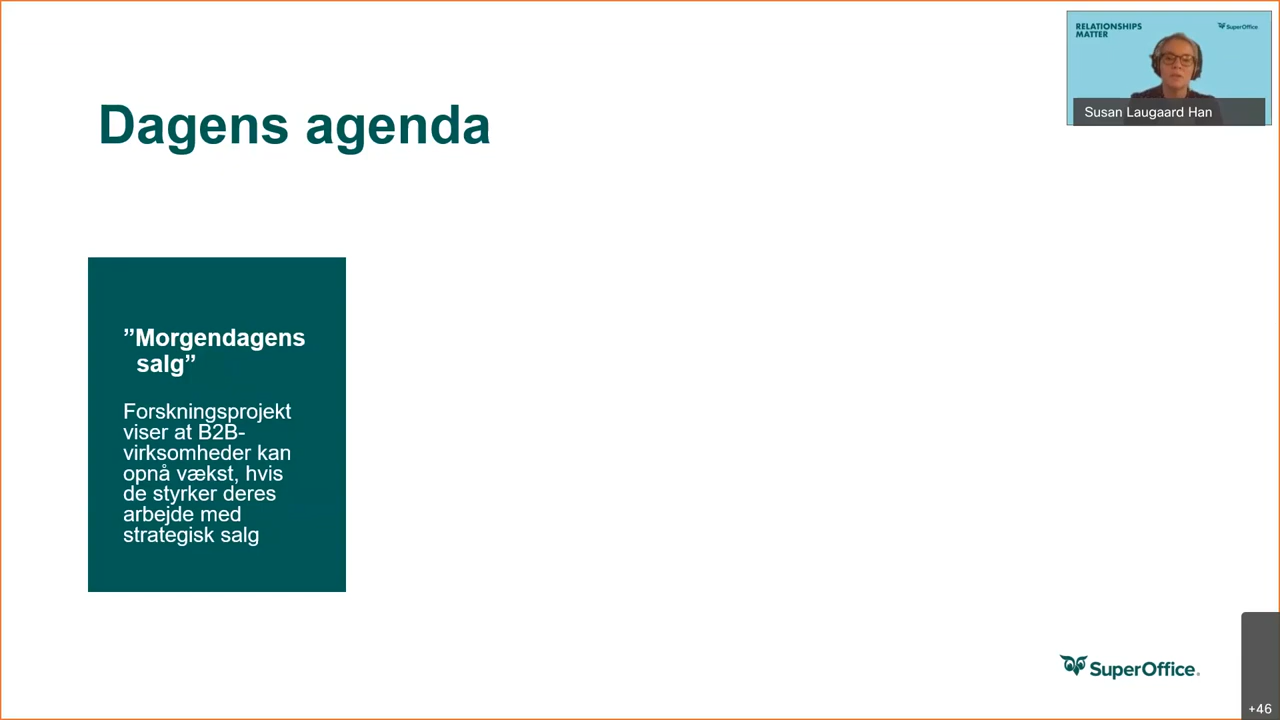 RELATIONSHIPS
MATTER
SuperOffice
Susan Laugaard Han
Dagens agenda
”Morgendagens
salg”
Forskningsprojekt
viser at B2B-
virksomheder kan
opnå vækst, hvis
de styrker deres
arbejde med
strategisk salg
SuperOffice.
+46